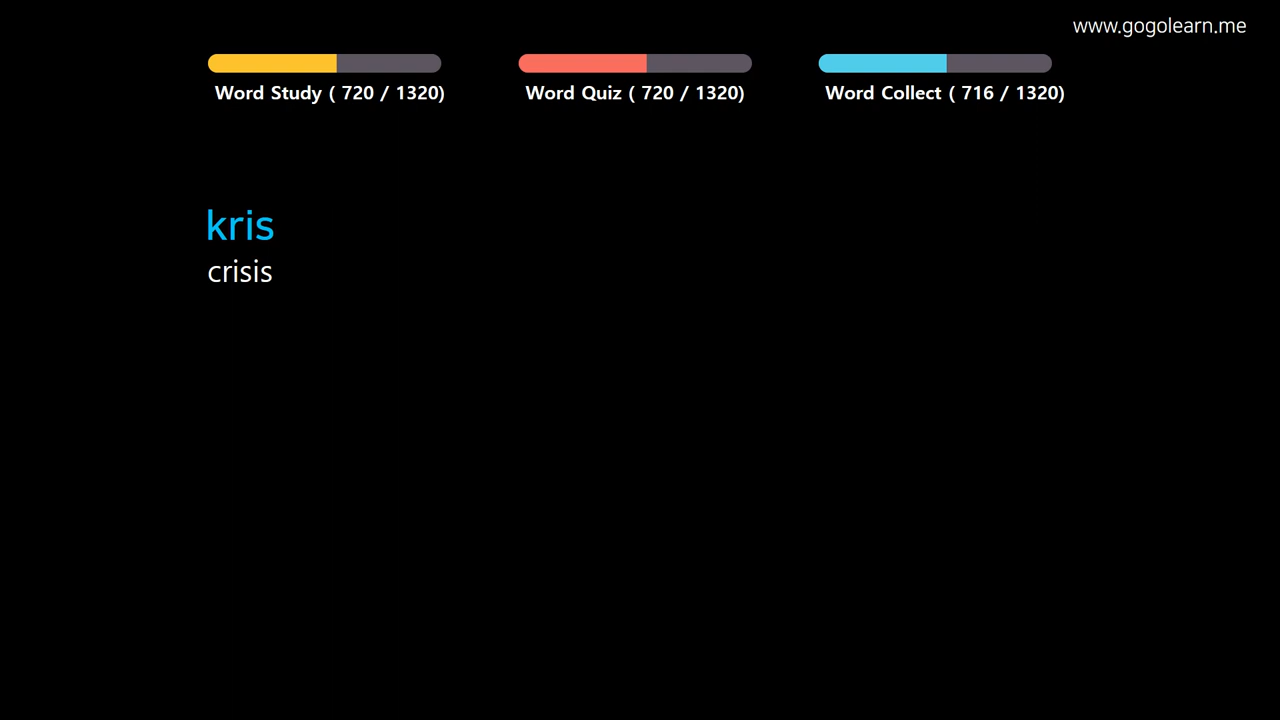 www.gogolearn.me
Word Study ( 720 / 1320)
Word Quiz ( 720 / 1320)
Word Collect ( 716 / 1320)
kris
crisis